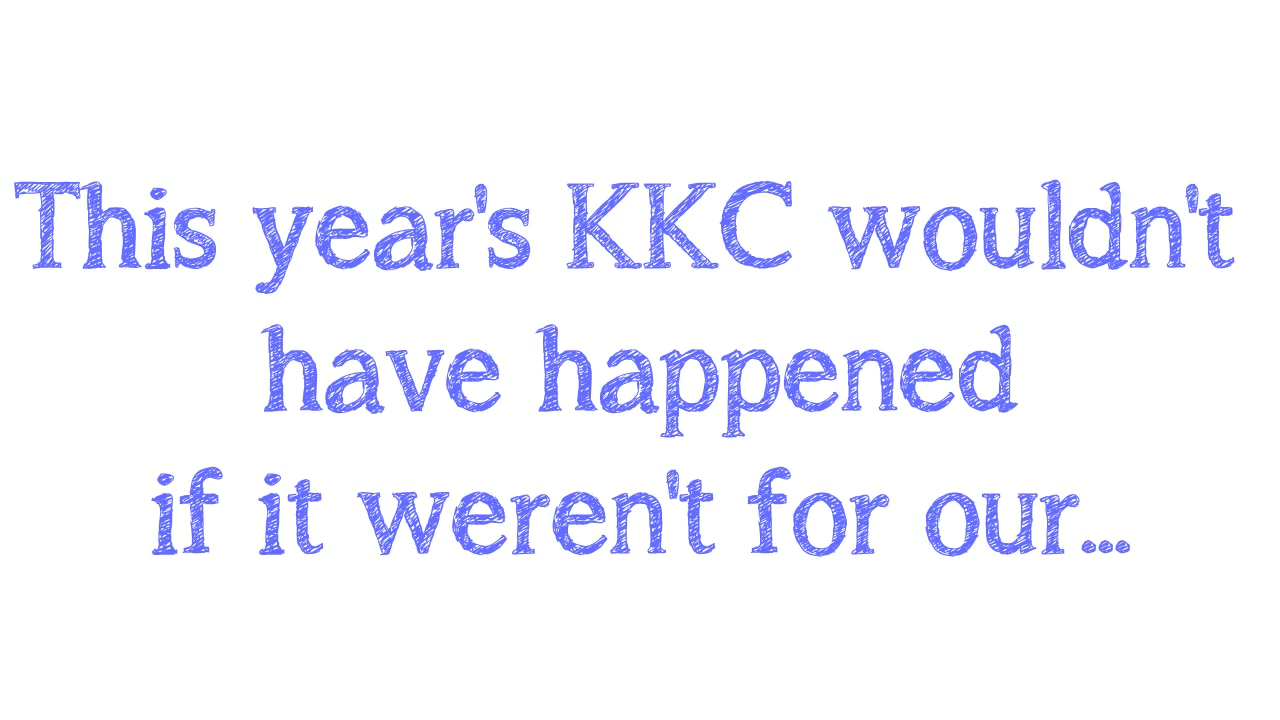 This year's KKC wouldn't
have happened
if it weren't for our...